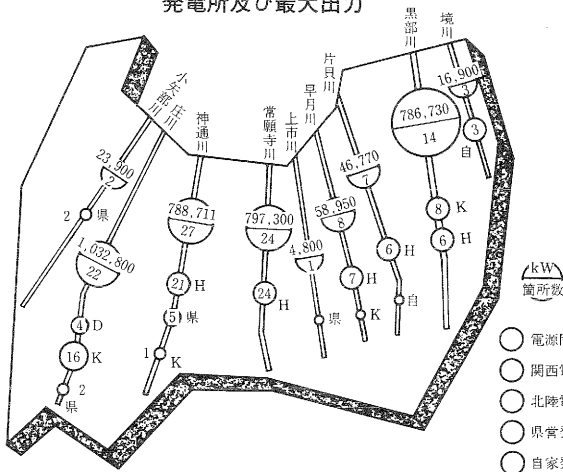 発電所及び最大出力
境川
黒部川
片貝川
早月川
上市川
常願寺川
神通川
庄川
小矢部川
16,900
3
3
自
786,730
14
8 K
6 H
46,770
7
6 H
自
58,950
8
7 H
K
4,800
1
県
797,300
24
24 H
788,711
27
21 H
5 県
1 K
23,900
2
2 県
1,032,800
22
4 D
16 K
2
県
kW
箇所数
電源開
関西電
北陸電
県営発
自家発